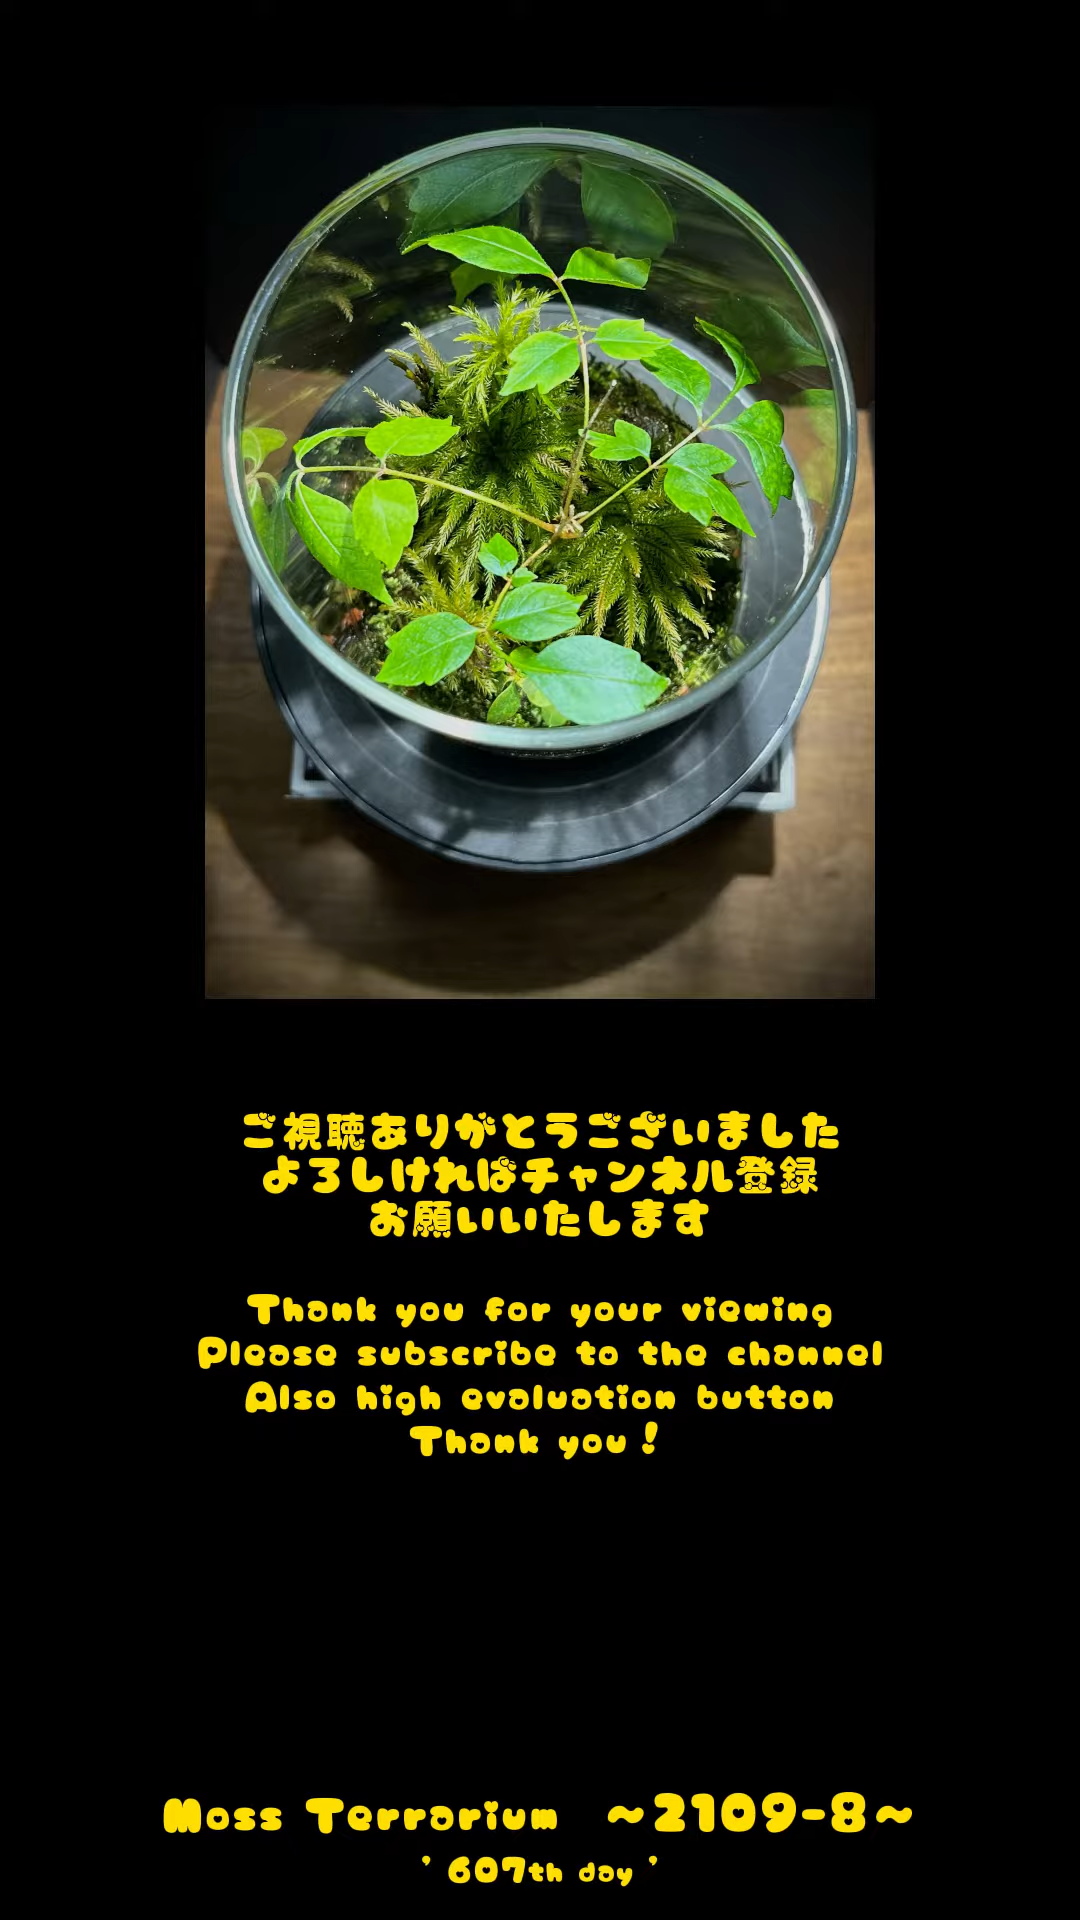 ご視聴ありがとうございました
よろしければチャンネル登録
お願いいたします
Thank you for your viewing
Please subscribe to the channel
Also high evaluation button
Thank you！
Moss Terrarium ～2109-8～
’607th day’